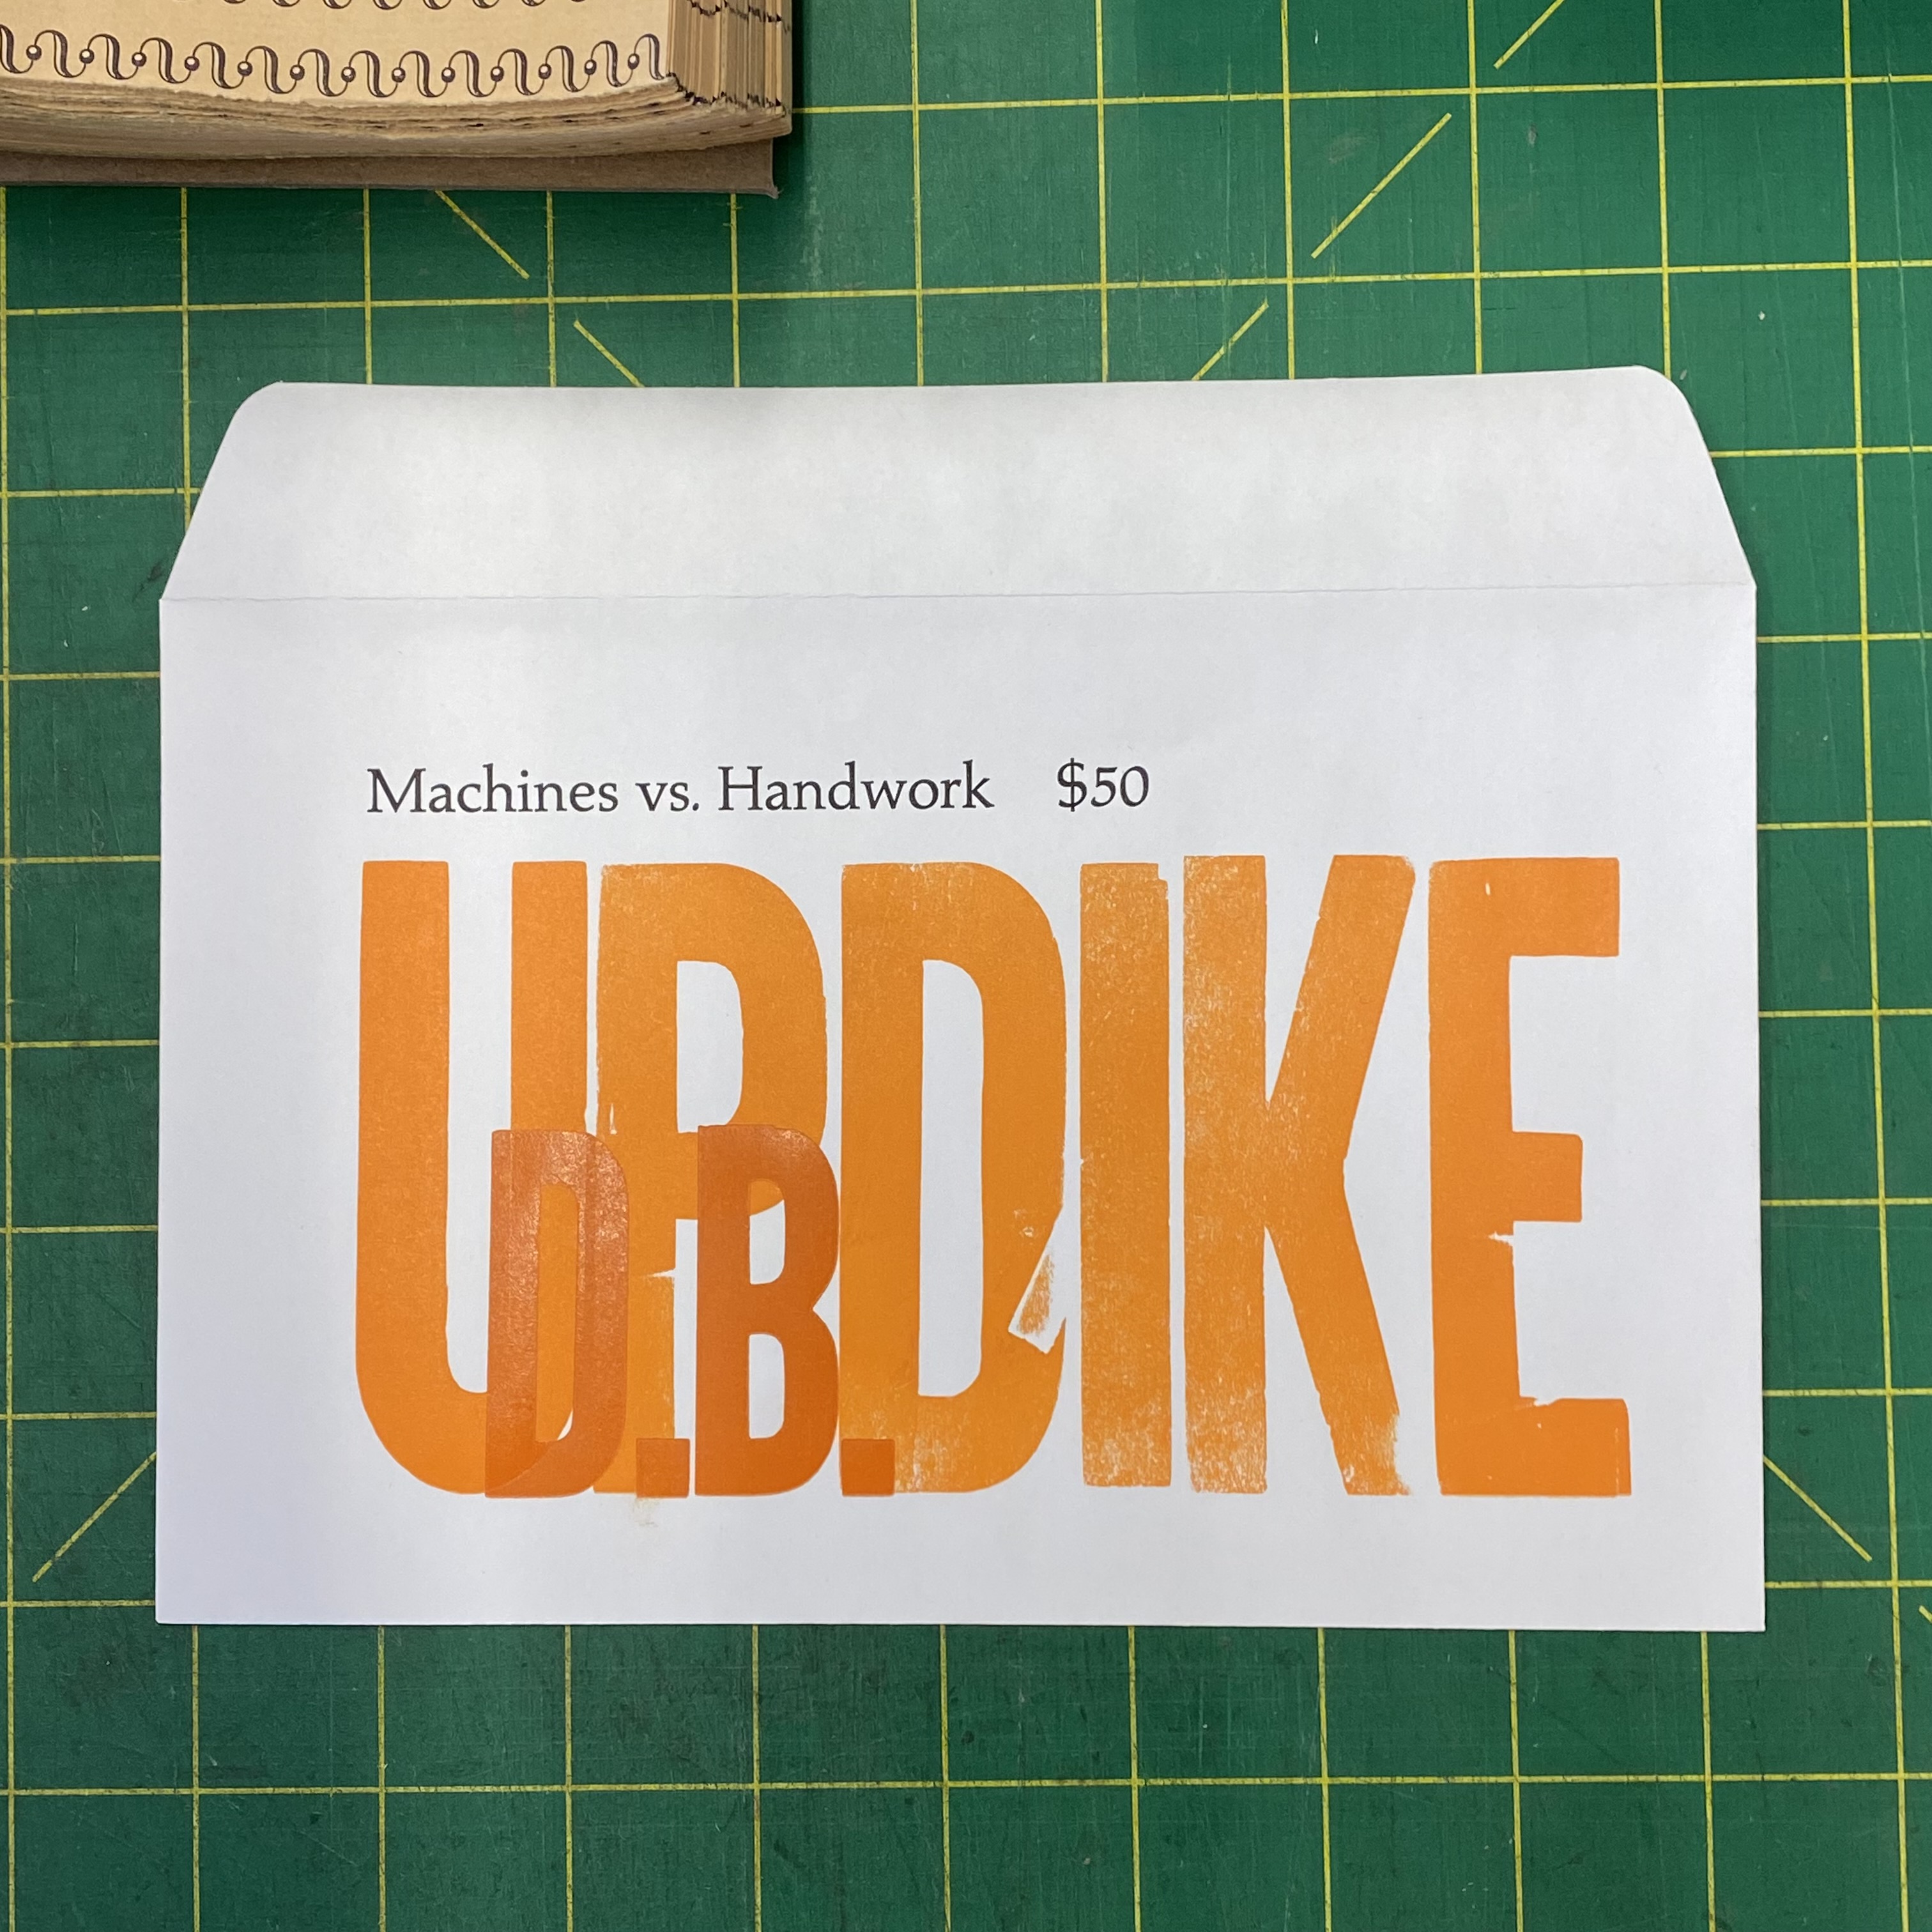 Machines vs. Handwork $50
UPDIKE
D.B.